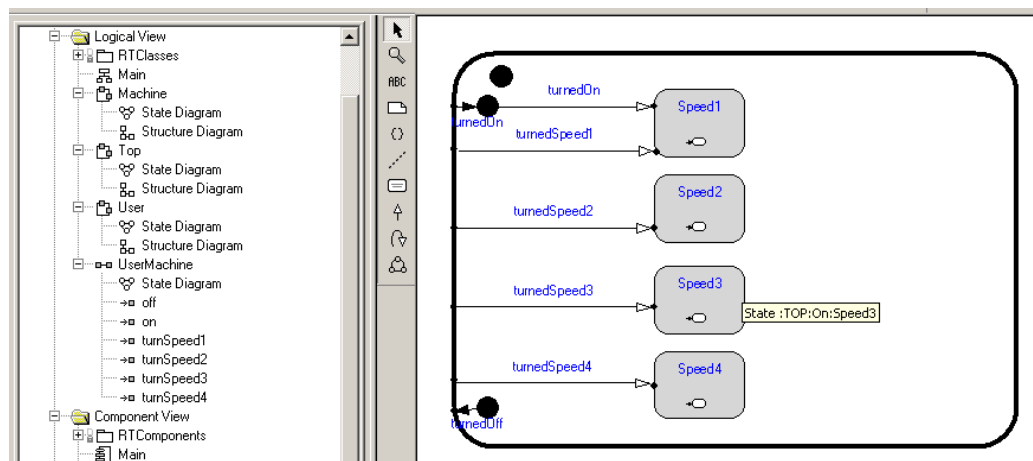 Logical View
RTClasses
Main
Machine
State Diagram
Structure Diagram
Top
State Diagram
Structure Diagram
User
State Diagram
Structure Diagram
UserMachine
State Diagram
off
on
turnSpeed1
turnSpeed2
turnSpeed3
turnSpeed4
Component View
RTComponents
Main
ABC
turnedOn
Speed1
turnedOn
turnedSpeed1
Speed2
turnedSpeed2
Speed3
turnedSpeed3
State :TOP:On:Speed3
turnedSpeed4
Speed4
turnedOff